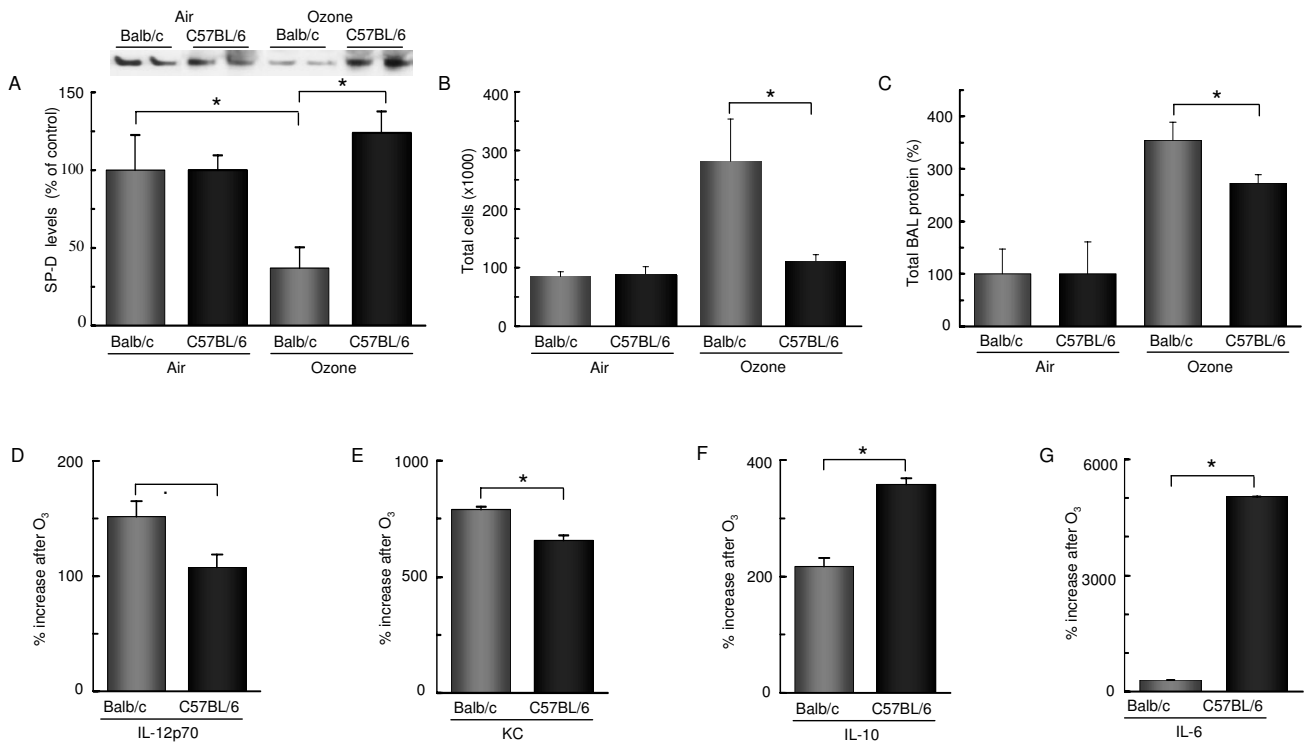 Air Ozone
Balb/c C57BL/6 Balb/c C57BL/6
A
SP-D levels (% of control)
150
100
50
0
*
*
Balb/c C57BL/6 Balb/c C57BL/6
Air Ozone
B
Total cells (x1000)
400
300
200
100
0
*
Balb/c C57BL/6 Balb/c C57BL/6
Air Ozone
C
Total BAL protein (%)
400
300
200
100
0
*
Balb/c C57BL/6 Balb/c C57BL/6
Air Ozone
D
% increase after O3
200
100
0
Balb/c C57BL/6
IL-12p70
E
% increase after O3
1000
500
0
*
Balb/c C57BL/6
KC
F
% increase after O3
400
200
0
*
Balb/c C57BL/6
IL-10
G
% increase after O3
6000
3000
0
*
Balb/c C57BL/6
IL-6